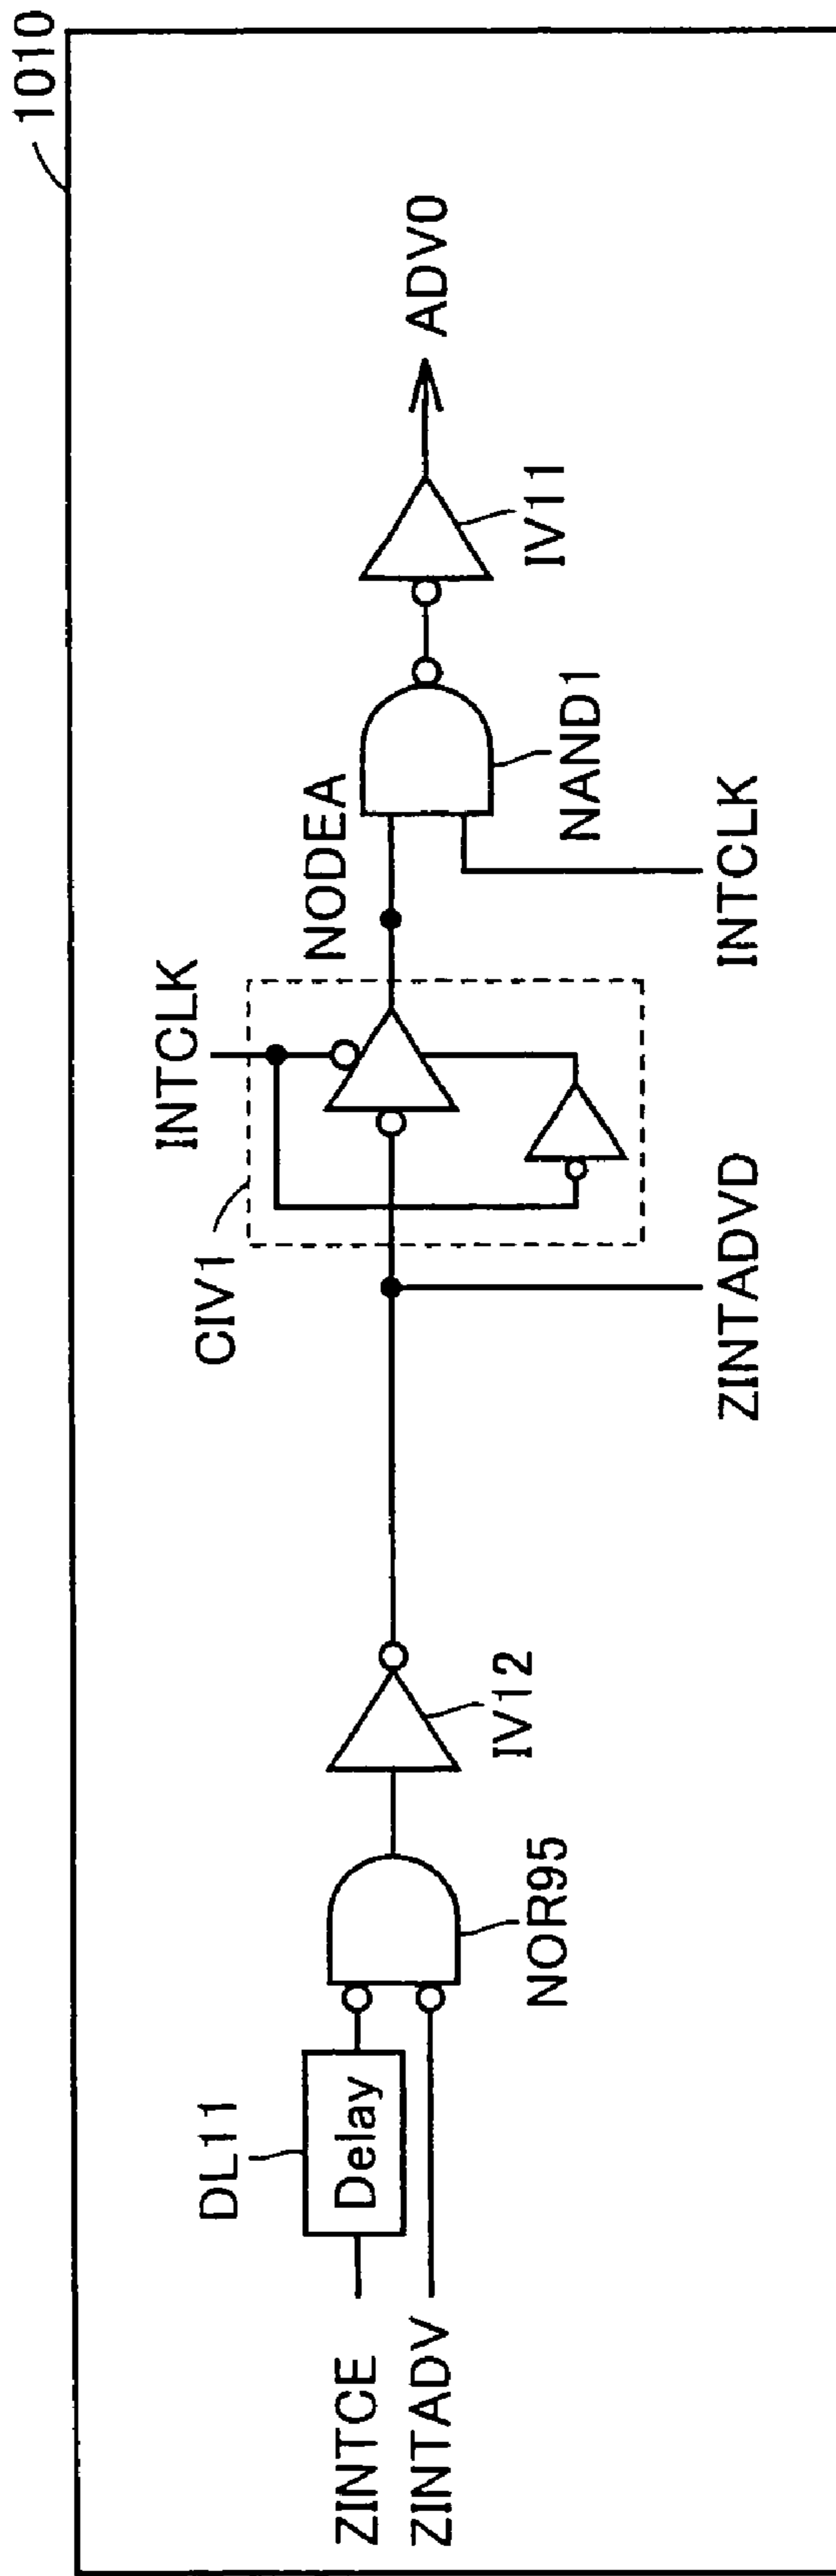 1010
ZINTCE
ZINTADV
DL11
Delay
NOR95
IV12
CIV1
INTCLK
ZINTADVD
NODEA
NAND1
INTCLK
IV11
ADV0